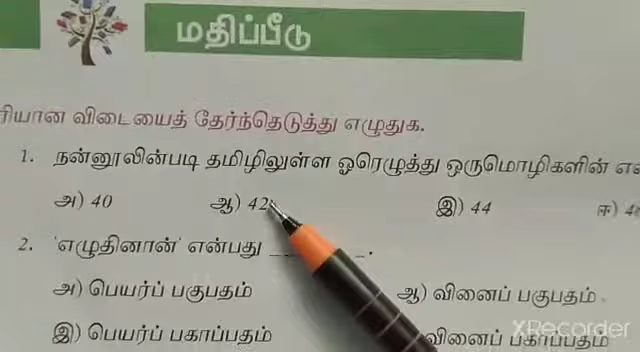 மதிப்பீடு
ரியான விடையைத் தேர்ந்தெடுத்து எழுதுக.
1. நன்னூலின்படி தமிழிலுள்ள ஓரெழுத்து ஒருமொழிகளின்
அ) 40 ஆ) 42 இ) 44 ஈ)
2. 'எழுதினான்' என்பது ________.
அ) பெயர்ப் பகுபதம் ஆ) வினைப் பகுபதம்
இ) பெயர்ப் பகாப்பதம் வினைப் பகாப்பதம்
XRecorder